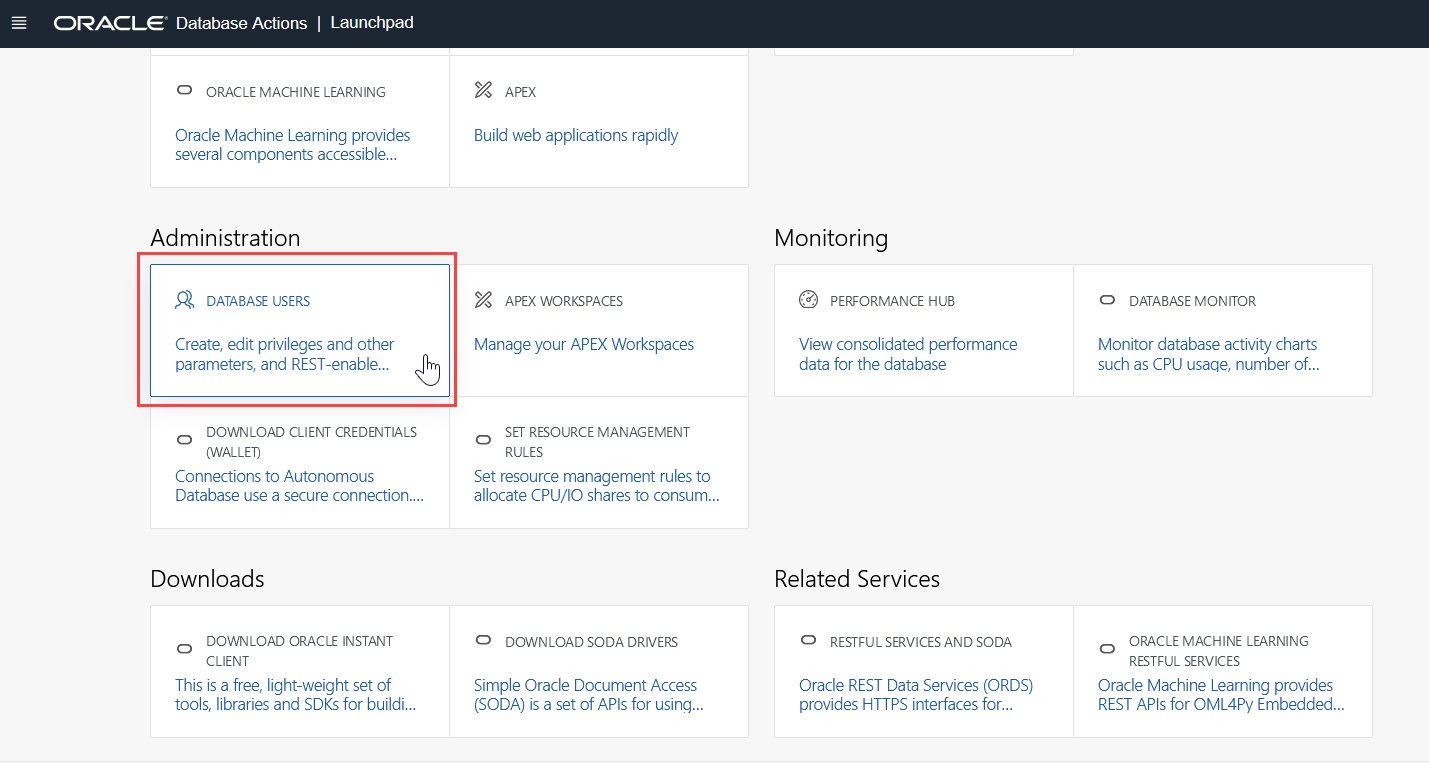 ORACLE Database Actions | Launchpad
ORACLE MACHINE LEARNING
Oracle Machine Learning provides
several components accessible...
APEX
Build web applications rapidly
Administration
DATABASE USERS
Create, edit privileges and other
parameters, and REST-enable...
APEX WORKSPACES
Manage your APEX Workspaces
DOWNLOAD CLIENT CREDENTIALS
(WALLET)
Connections to Autonomous
Database use a secure connection....
SET RESOURCE MANAGEMENT
RULES
Set resource management rules to
allocate CPU/IO shares to consum...
Monitoring
PERFORMANCE HUB
View consolidated performance
data for the database
DATABASE MONITOR
Monitor database activity charts
such as CPU usage, number of...
Downloads
DOWNLOAD ORACLE INSTANT
CLIENT
This is a free, light-weight set of
tools, libraries and SDKs for buildi...
DOWNLOAD SODA DRIVERS
Simple Oracle Document Access
(SODA) is a set of APIs for using...
Related Services
RESTFUL SERVICES AND SODA
Oracle REST Data Services (ORDS)
provides HTTPS interfaces for...
ORACLE MACHINE LEARNING
RESTFUL SERVICES
Oracle Machine Learning provides
REST APIs for OML4Py Embedded...